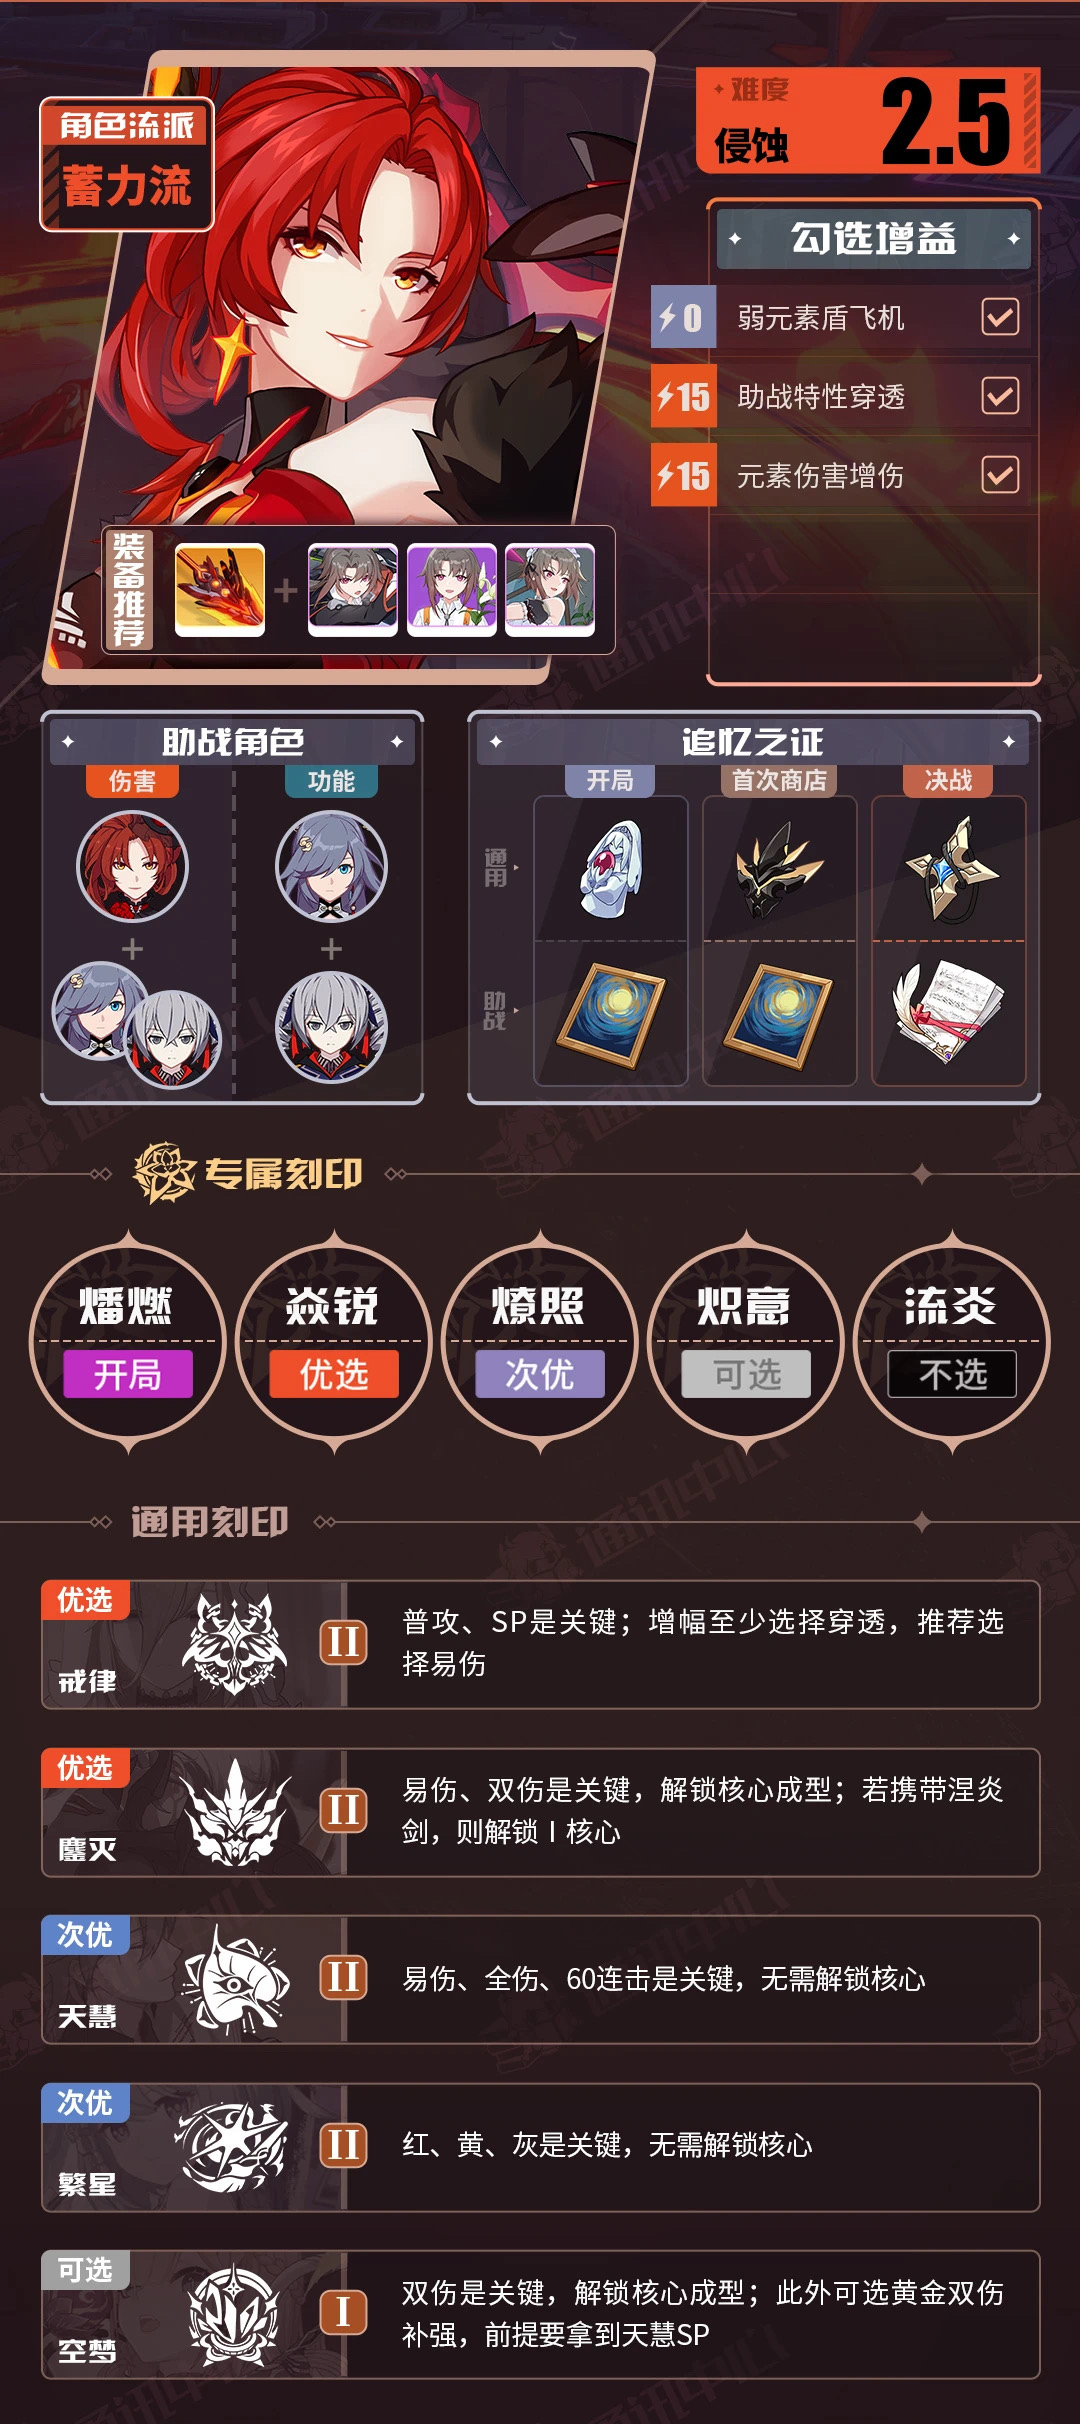 角色流派
蓄力流
难度
侵蚀
2.5
勾选增益
0
弱元素盾飞机
15
助战特性穿透
15
元素伤害增伤
装备推荐
助战角色
伤害
功能
追忆之证
开局
首次商店
决战
通用
助战
专属刻印
燔燃
开局
焱锐
优选
燎照
次优
炽意
可选
流炎
不选
通用刻印
优选
戒律
II
普攻、SP是关键；增幅至少选择穿透，推荐选
择易伤
优选
鏖灭
II
易伤、双伤是关键，解锁核心成型；若携带涅炎
剑，则解锁Ⅰ核心
次优
天慧
II
易伤、全伤、60连击是关键，无需解锁核心
次优
繁星
II
红、黄、灰是关键，无需解锁核心
可选
空梦
I
双伤是关键，解锁核心成型；此外可选黄金双伤
补强，前提要拿到天慧SP